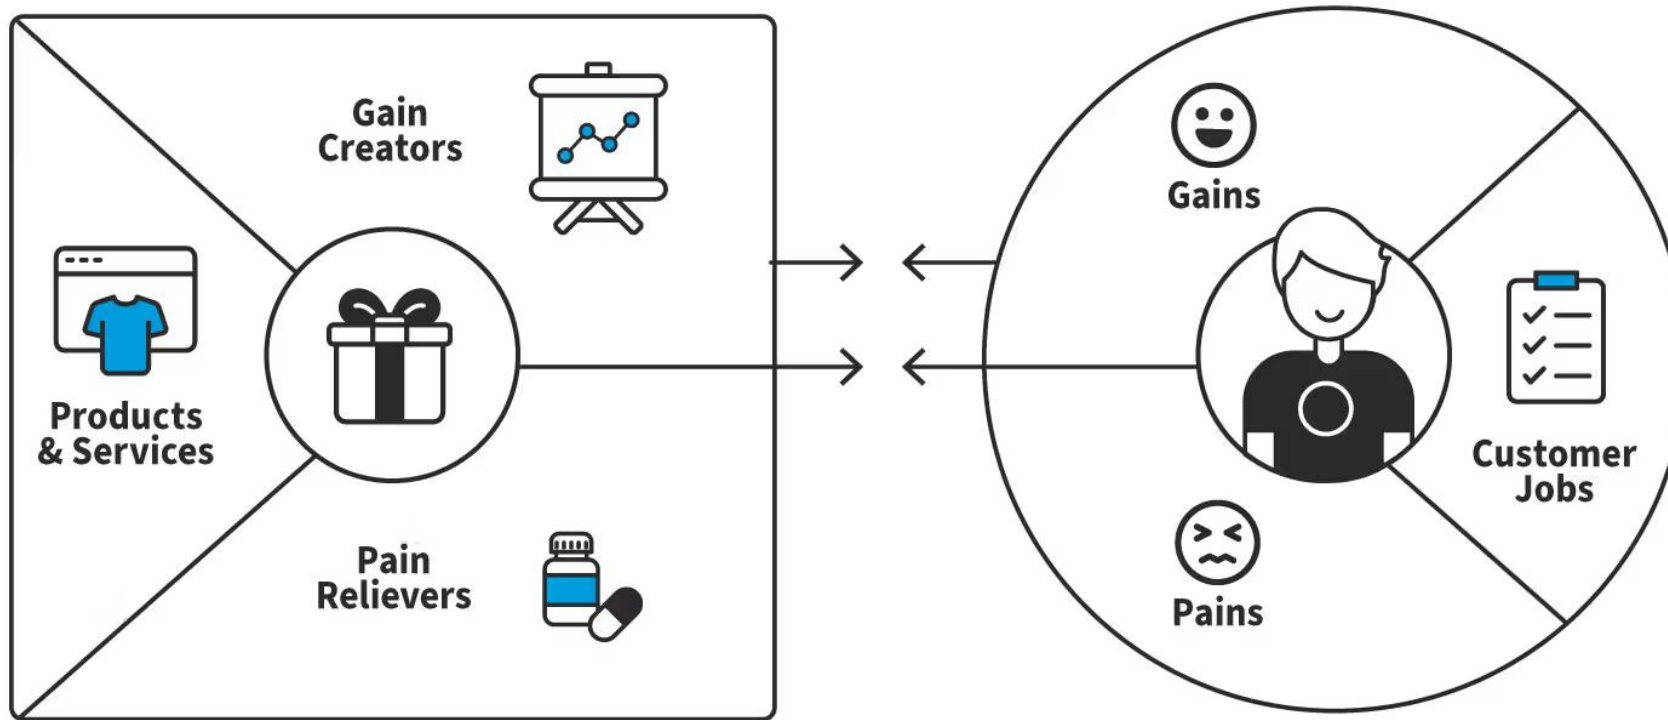 Gain
Creators
Products
& Services
Pain
Relievers
Gains
Customer
Jobs
Pains